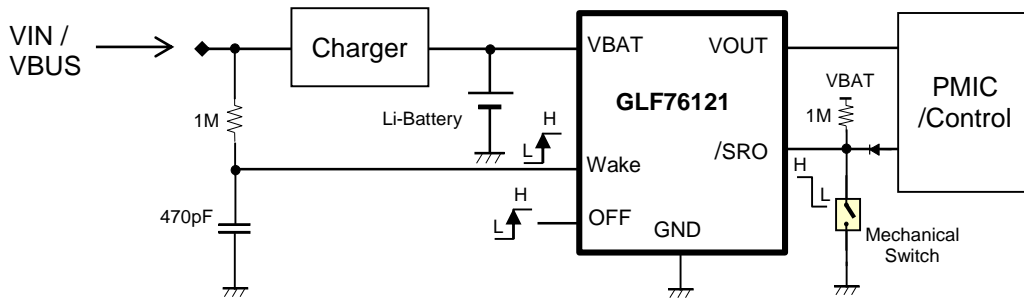 VIN /
VBUS
Charger
VBAT
VOUT
PMIC
/Control
GLF76121
VBAT
1M
1M
Li-Battery
H
L
/SRO
Wake
H
L
470pF
H
L
OFF
GND
Mechanical
Switch